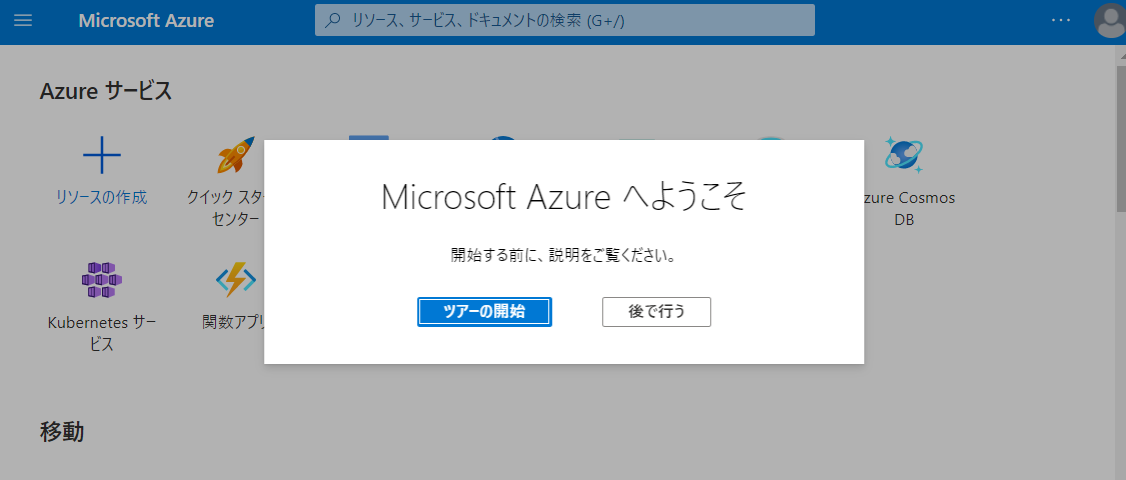 Microsoft Azure
リソース、サービス、ドキュメントの検索 (G+/)
Azure サービス
リソースの作成
クイック スター
センター
Microsoft Azure へようこそ
開始する前に、説明をご覧ください。
ツアーの開始
後で行う
zure Cosmos
DB
Kubernetes サー
ビス
関数アプリ
移動